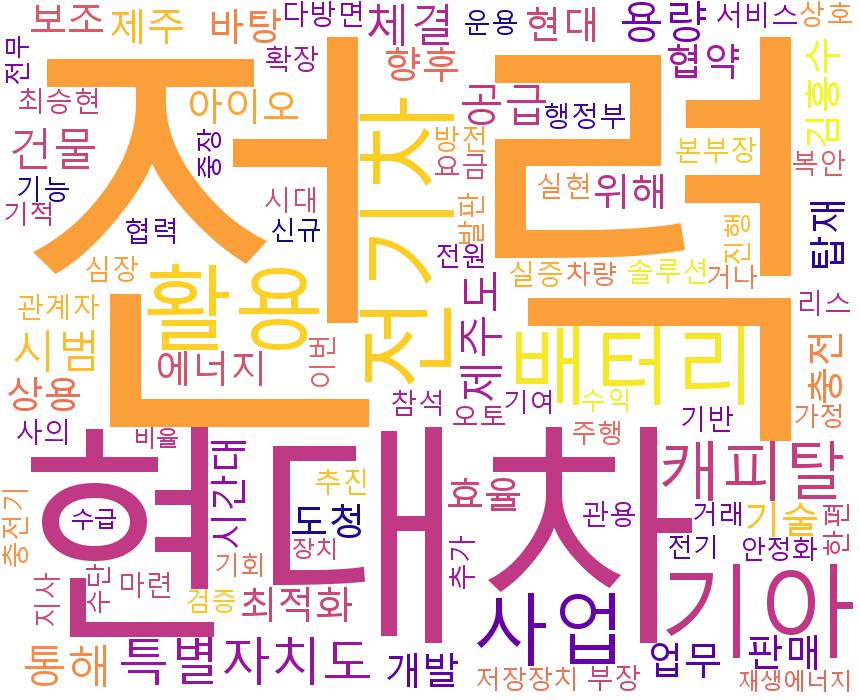 보조
제주
바탕
다방면
체결
운용
현대
용량
서비스
상호
전무
확장
향후
협약
김홍수
최승현
아이오
공급
행정부
전력
건물
중장
전기차
방전
요금
본부장
복안
기능
시대
실현
위해
기적
협력
신규
발판
진행
탑재
심장
전원
실증
차량
솔루션
거나
활용
관계자
제주도
리스
시범
에너지
이번
배터리
충전
상용
참석
오토
기여
수익
기반
가정
사의
비율
주행
현대차
시간대
추진
효율
캐피탈
충전기
수급
도청
관용
거래
기술
한편
장치
전기
안정화
기회
추가
지사
수단
마련
검증
최적화
기아
사업
통해
특별자치도
개발
업무
판매
저장장치
부장
재생에너지